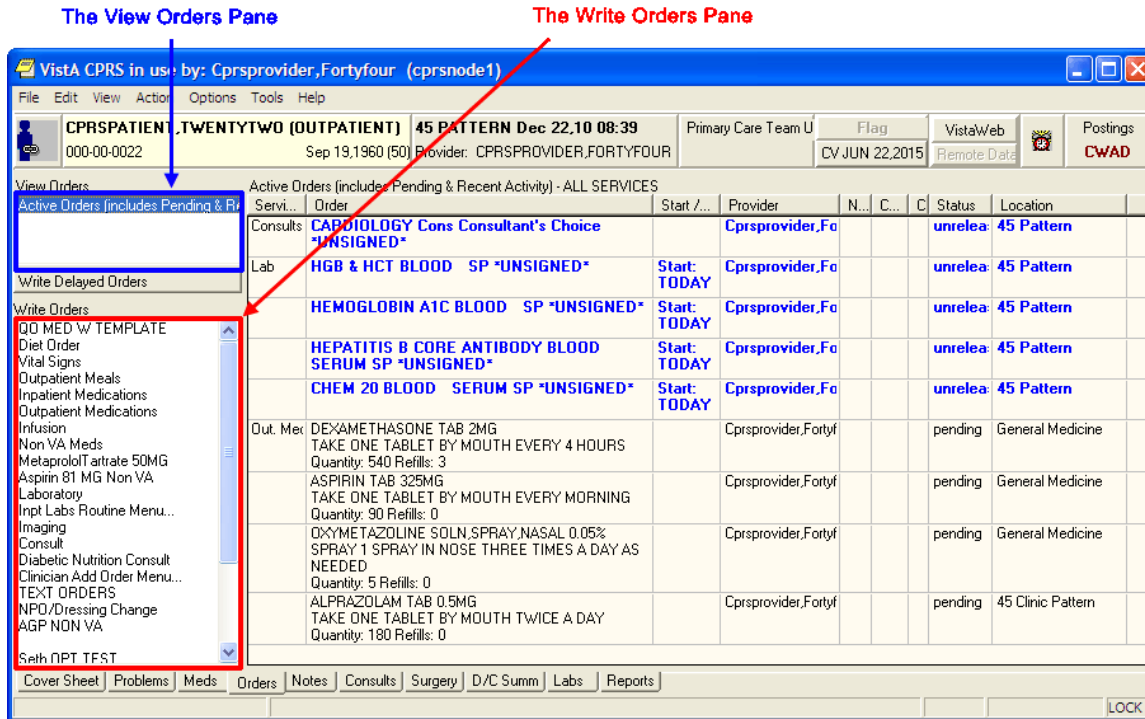 The View Orders Pane
The Write Orders Pane
VistA CPRS in use by: Cprsprovider,Fortyfour (cprsnode1)
File Edit View Action Options Tools Help
CPRSPATIENT,TWENTYTWO (OUTPATIENT) 45 PATTERN Dec 22,10 08:39 Primary Care Team U Flag VistaWeb Postings
000-00-0022 Sep 19,1960 (50) Provider: CPRSPROVIDER,FORTYFOUR CV JUN 22,2015 Remote Data CWAD
View Orders
Active Orders (includes Pending & Re
Write Delayed Orders
Write Orders
QO MED W TEMPLATE
Diet Order
Vital Signs
Outpatient Meals
Inpatient Medications
Outpatient Medications
Infusion
Non VA Meds
MetaprololTartrate 50MG
Aspirin 81 MG Non VA
Laboratory
Inpt Labs Routine Menu...
Imaging
Consult
Diabetic Nutrition Consult
Clinician Add Order Menu...
TEXT ORDERS
NPO/Dressing Change
AGP NON VA
Seth OPT TEST
Active Orders (includes Pending & Recent Activity) - ALL SERVICES
Servi... Order Start /... Provider N... C... C Status Location
Consults CARDIOLOGY Cons Consultant's Choice Cprsprovider,Fo unrelea: 45 Pattern
*UNSIGNED*
Lab HGB & HCT BLOOD SP *UNSIGNED* Start: Cprsprovider,Fo unrelea: 45 Pattern
TODAY
HEMOGLOBIN A1C BLOOD SP *UNSIGNED* Start: Cprsprovider,Fo unrelea: 45 Pattern
TODAY
HEPATITIS B CORE ANTIBODY BLOOD Start: Cprsprovider,Fo unrelea: 45 Pattern
SERUM SP *UNSIGNED* TODAY
CHEM 20 BLOOD SERUM SP *UNSIGNED* Start: Cprsprovider,Fo unrelea: 45 Pattern
TODAY
Out. Mec DEXAMETHASONE TAB 2MG Cprsprovider,Fortyf pending General Medicine
TAKE ONE TABLET BY MOUTH EVERY 4 HOURS
Quantity: 540 Refills: 3
ASPIRIN TAB 325MG Cprsprovider,Fortyf pending General Medicine
TAKE ONE TABLET BY MOUTH EVERY MORNING
Quantity: 90 Refills: 0
OXYMETAZOLINE SOLN,SPRAY,NASAL 0.05% Cprsprovider,Fortyf pending General Medicine
SPRAY 1 SPRAY IN NOSE THREE TIMES A DAY AS
NEEDED
Quantity: 5 Refills: 0
ALPRAZOLAM TAB 0.5MG Cprsprovider,Fortyf pending 45 Clinic Pattern
TAKE ONE TABLET BY MOUTH TWICE A DAY
Quantity: 180 Refills: 0
Cover Sheet Problems Meds Orders Notes Consults Surgery D/C Summ Labs Reports
LOCK